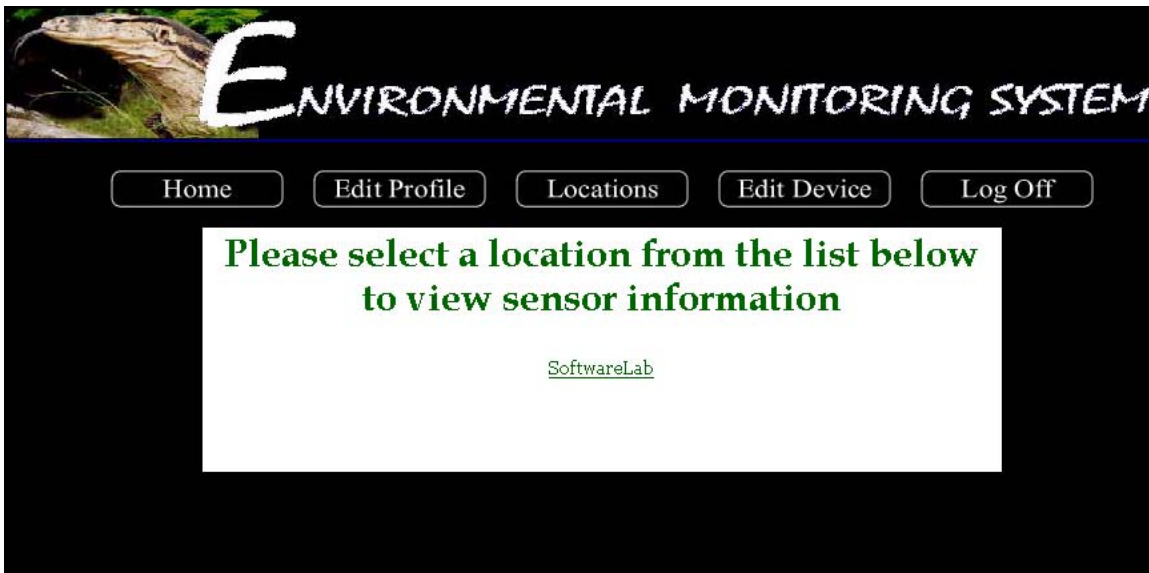 ENVIRONMENTAL MONITORING SYSTEM
Home Edit Profile Locations Edit Device Log Off
Please select a location from the list below
to view sensor information
SoftwareLab